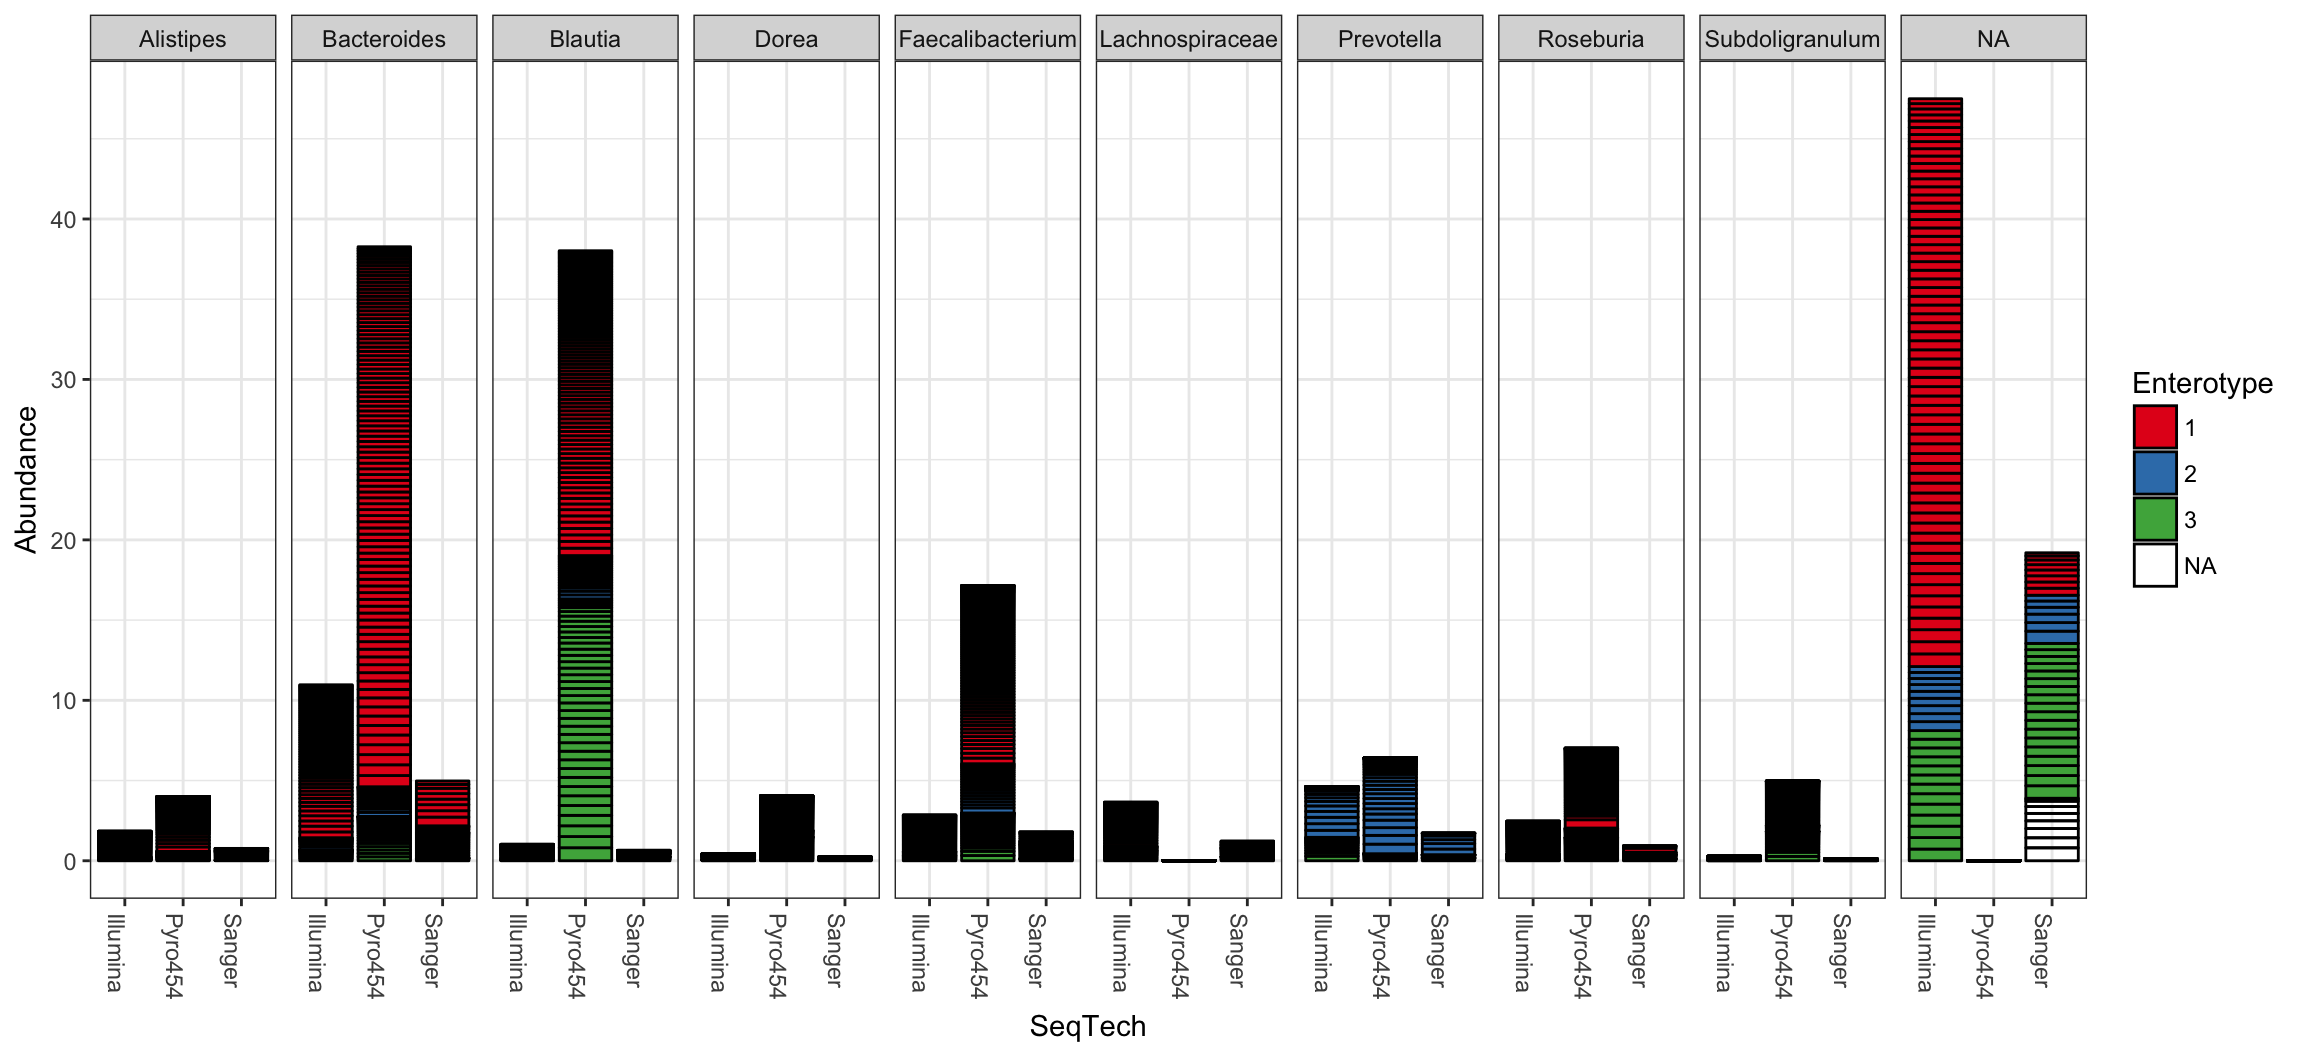 Alistipes Bacteroides Blautia Dorea Faecalibacterium Lachnospiraceae Prevotella Roseburia Subdoligranulum NA
40
30
20
10
0
Abundance
Illumina Pyro454 Sanger Illumina Pyro454 Sanger Illumina Pyro454 Sanger Illumina Pyro454 Sanger Illumina Pyro454 Sanger Illumina Pyro454 Sanger Illumina Pyro454 Sanger Illumina Pyro454 Sanger Illumina Pyro454 Sanger Illumina Pyro454 Sanger
SeqTech
Enterotype
1
2
3
NA